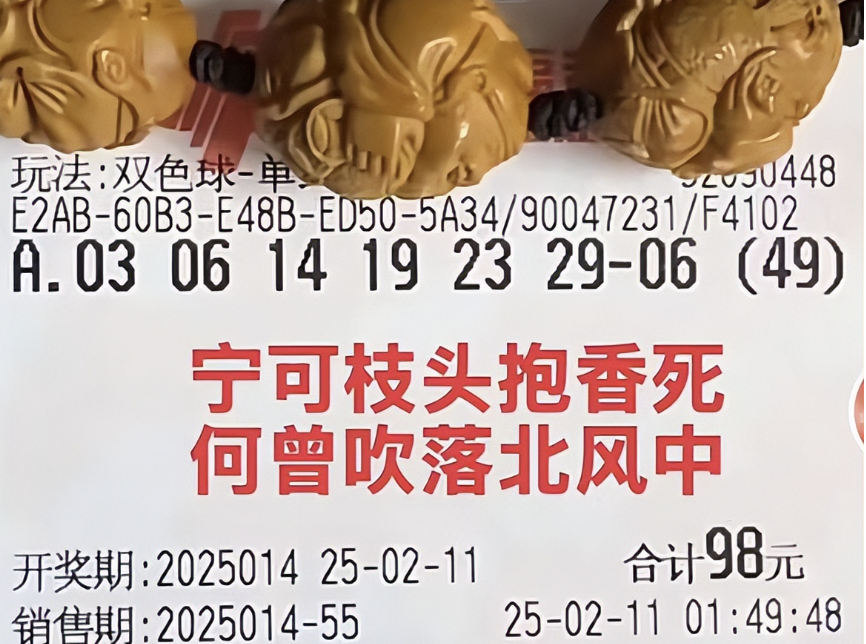 玩法:双色球-单
90448
E2AB-60B3-E48B-ED50-5A34/90047231/F4102
A.03 06 14 19 23 29-06 (49)
宁可枝头抱香死
何曾吹落北风中
开奖期:2025014 25-02-11 合计98元
销售期:2025014-55 25-02-11 01:49:48